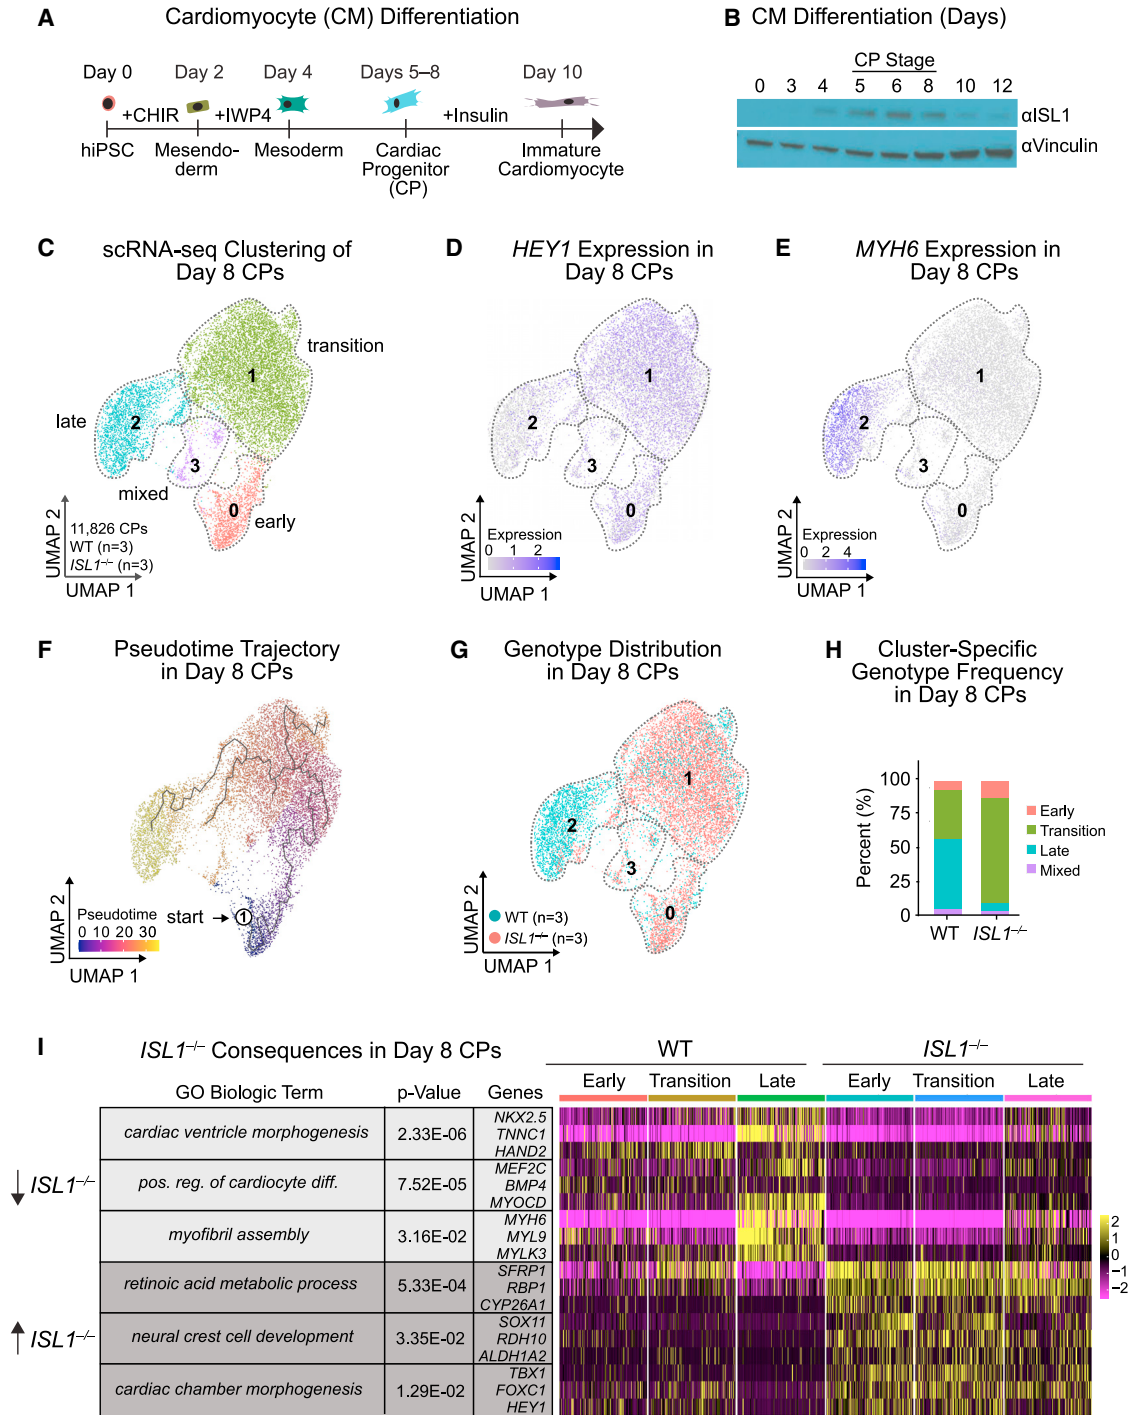 A Cardiomyocyte (CM) Differentiation
Day 0 Day 2 Day 4 Days 5–8 Day 10
+CHIR +IWP4 +Insulin
hiPSC Mesendo-
derm Mesoderm Cardiac
Progenitor
(CP) Immature
Cardiomyocyte
B CM Differentiation (Days)
CP Stage
0 3 4 5 6 8 10 12
αISL1
αVinculin
C scRNA-seq Clustering of
Day 8 CPs
transition
1
late
2
3
mixed
0
early
11,826 CPs
WT (n=3)
ISL1–/– (n=3)
UMAP 2
UMAP 1
D HEY1 Expression in
Day 8 CPs
1
2
3
0
Expression
0 1 2
UMAP 2
UMAP 1
E MYH6 Expression in
Day 8 CPs
1
2
3
0
Expression
0 2 4
UMAP 2
UMAP 1
F Pseudotime Trajectory
in Day 8 CPs
start
1
Pseudotime
0 10 20 30
UMAP 2
UMAP 1
G Genotype Distribution
in Day 8 CPs
1
2
3
0
WT (n=3)
ISL1–/– (n=3)
UMAP 2
UMAP 1
H Cluster-Specific
Genotype Frequency
in Day 8 CPs
Percent (%)
100
75
50
25
0
WT ISL1–/–
Early
Transition
Late
Mixed
I ISL1–/– Consequences in Day 8 CPs
WT ISL1–/–
GO Biologic Term p-Value Genes Early Transition Late Early Transition Late
↓ ISL1–/–
cardiac ventricle morphogenesis 2.33E-06
NKX2.5
TNNC1
HAND2
pos. reg. of cardiocyte diff. 7.52E-05
MEF2C
BMP4
MYOCD
myofibril assembly 3.16E-02
MYH6
MYL9
MYLK3
↑ ISL1–/–
retinoic acid metabolic process 5.33E-04
SFRP1
RBP1
CYP26A1
neural crest cell development 3.35E-02
SOX11
RDH10
ALDH1A2
cardiac chamber morphogenesis 1.29E-02
TBX1
FOXC1
HEY1
2
1
0
−1
−2